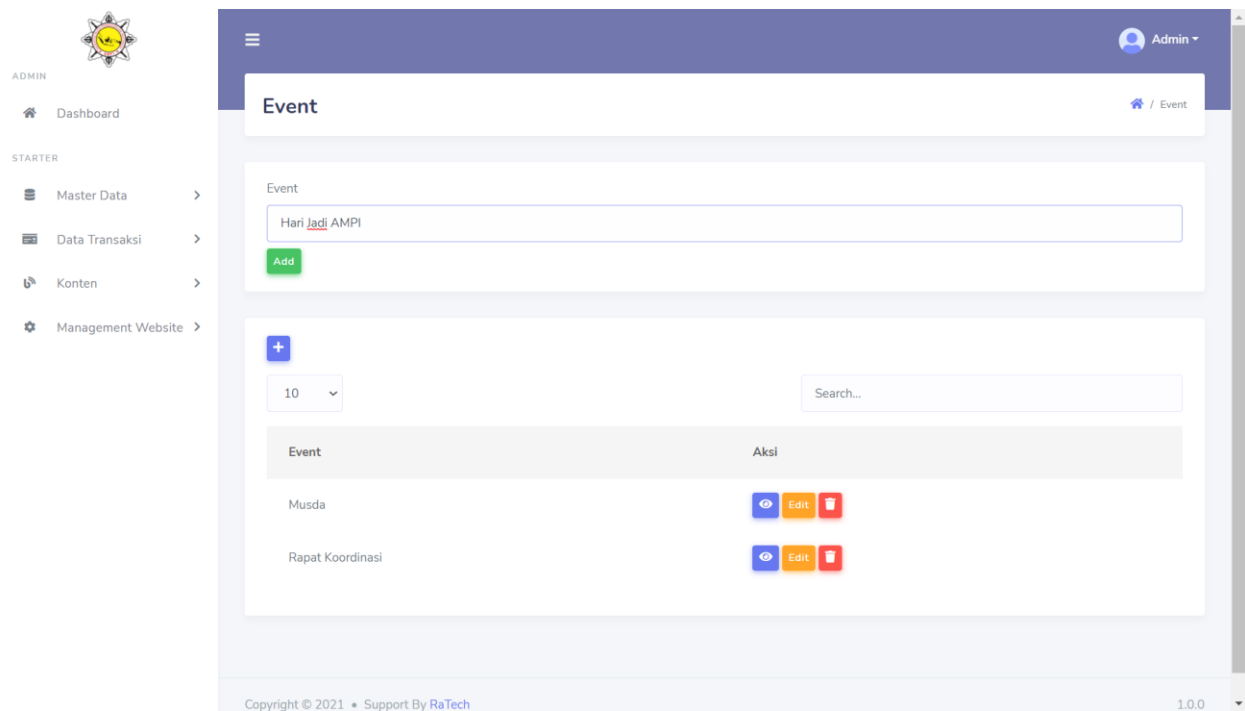 Admin
ADMIN
Dashboard
STARTER
Master Data
Data Transaksi
Konten
Management Website
Event
/ Event
Event
Hari Jadi AMPI
Add
+
10
Search...
Event Aksi
Musda Edit
Rapat Koordinasi Edit
Copyright © 2021 • Support By RaTech 1.0.0